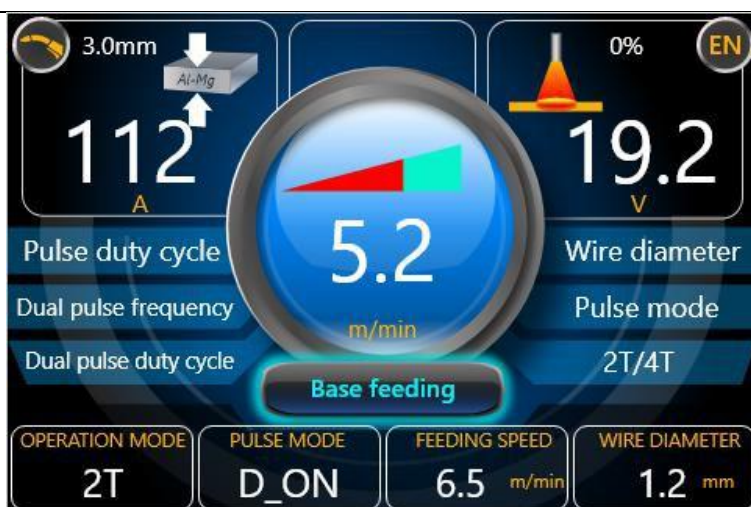 3.0mm
Al-Mg
112
A
0%
EN
19.2
V
5.2
m/min
Pulse duty cycle
Dual pulse frequency
Dual pulse duty cycle
Wire diameter
Pulse mode
2T/4T
Base feeding
OPERATION MODE
2T
PULSE MODE
D_ON
FEEDING SPEED
6.5 m/min
WIRE DIAMETER
1.2 mm